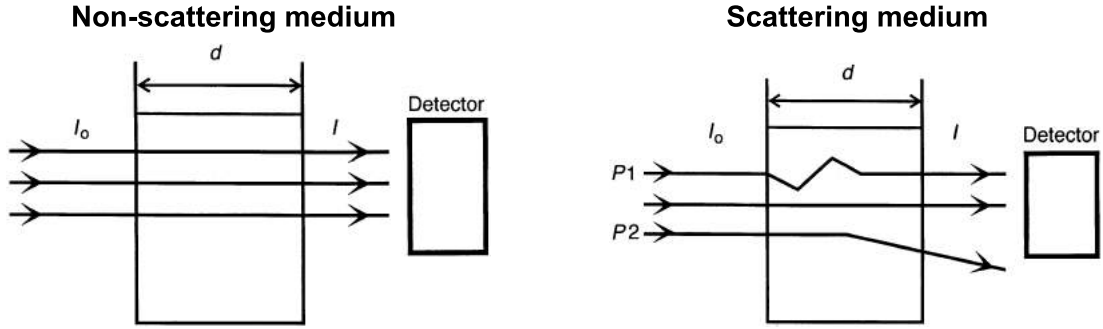 Non-scattering medium
d
Detector
Io
I
Scattering medium
d
Detector
Io
I
P1
P2